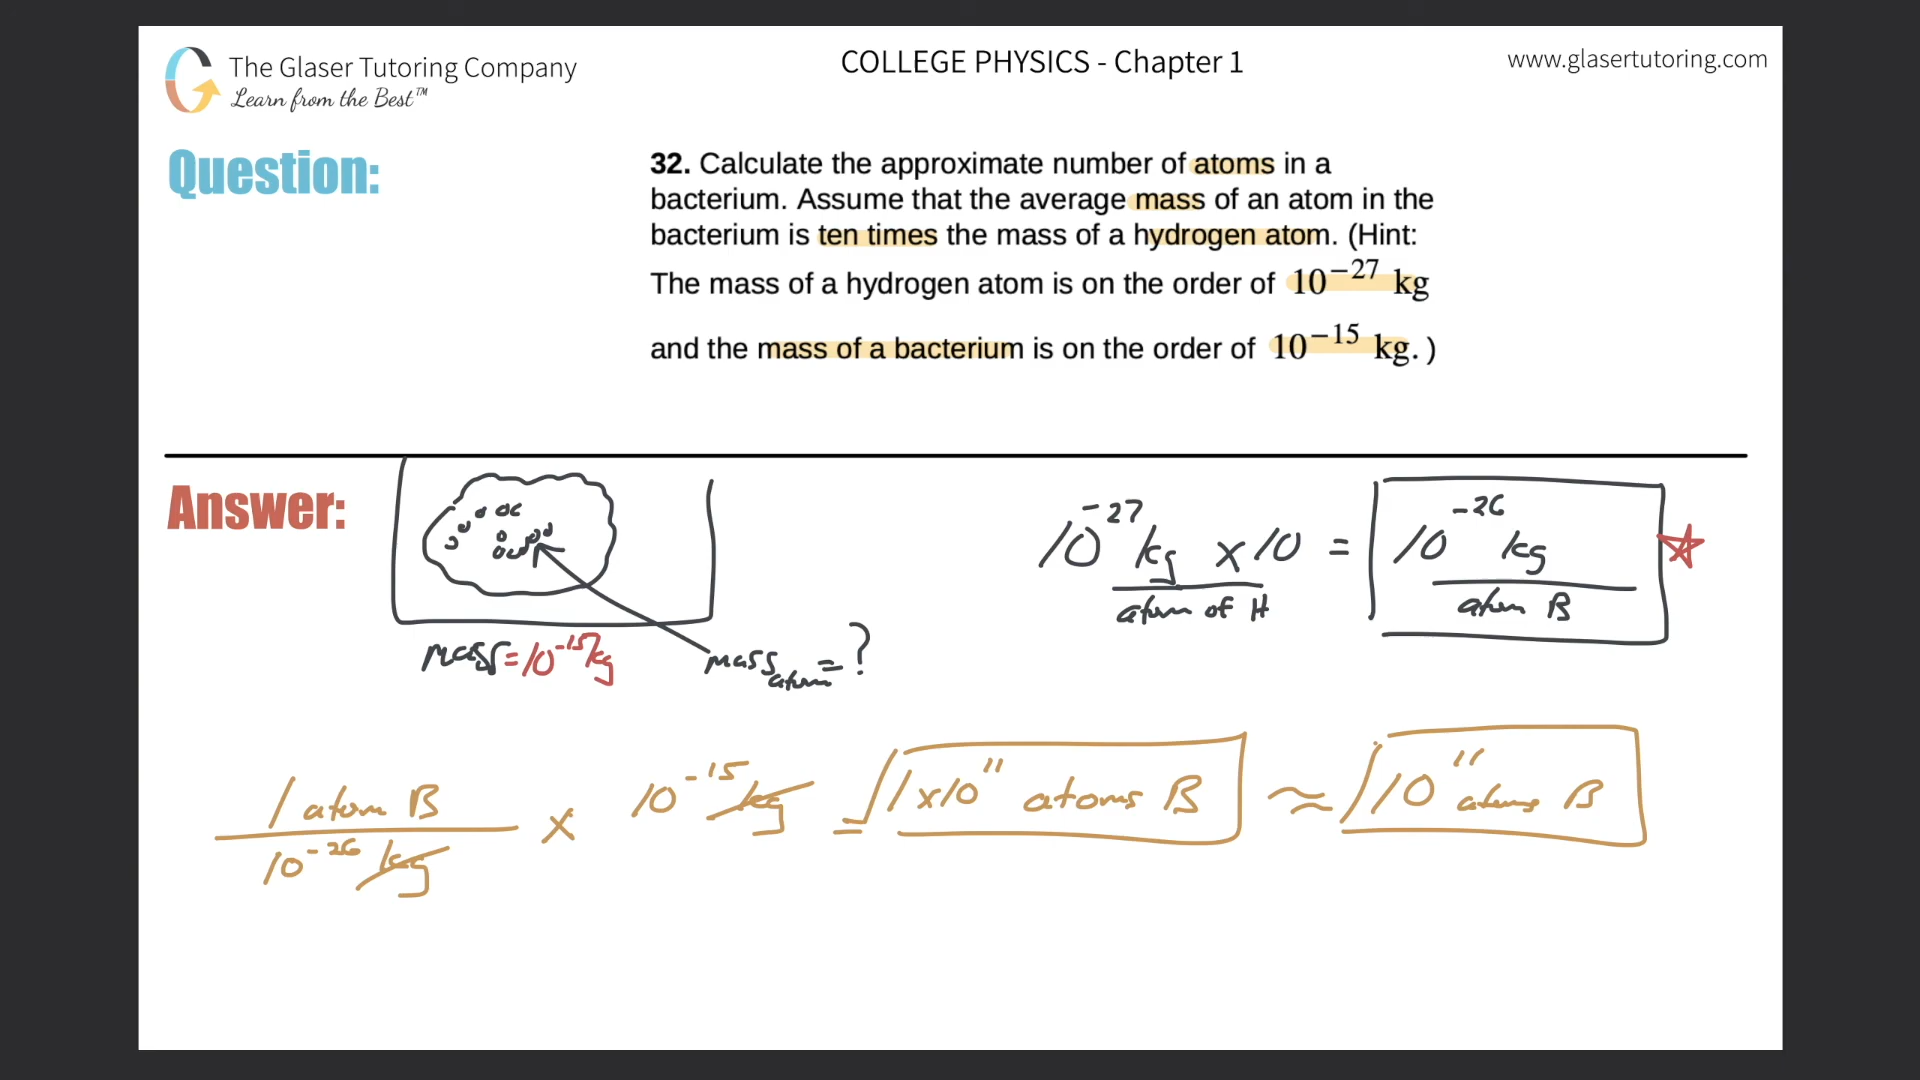 The Glaser Tutoring Company
Learn from the Best™
COLLEGE PHYSICS - Chapter 1
www.glasertutoring.com
Question:
32. Calculate the approximate number of atoms in a
bacterium. Assume that the average mass of an atom in the
bacterium is ten times the mass of a hydrogen atom. (Hint:
The mass of a hydrogen atom is on the order of 10⁻²⁷ kg
and the mass of a bacterium is on the order of 10⁻¹⁵ kg. )
Answer:
mass = 10⁻¹⁵ kg
mass atom = ?
10⁻²⁷ kg x 10 = 10⁻²⁶ kg
atom of H
atom B
1 atom B x 10⁻¹⁵ kg = 1x10¹¹ atoms B ≈ 10¹¹ atoms B
10⁻²⁶ kg